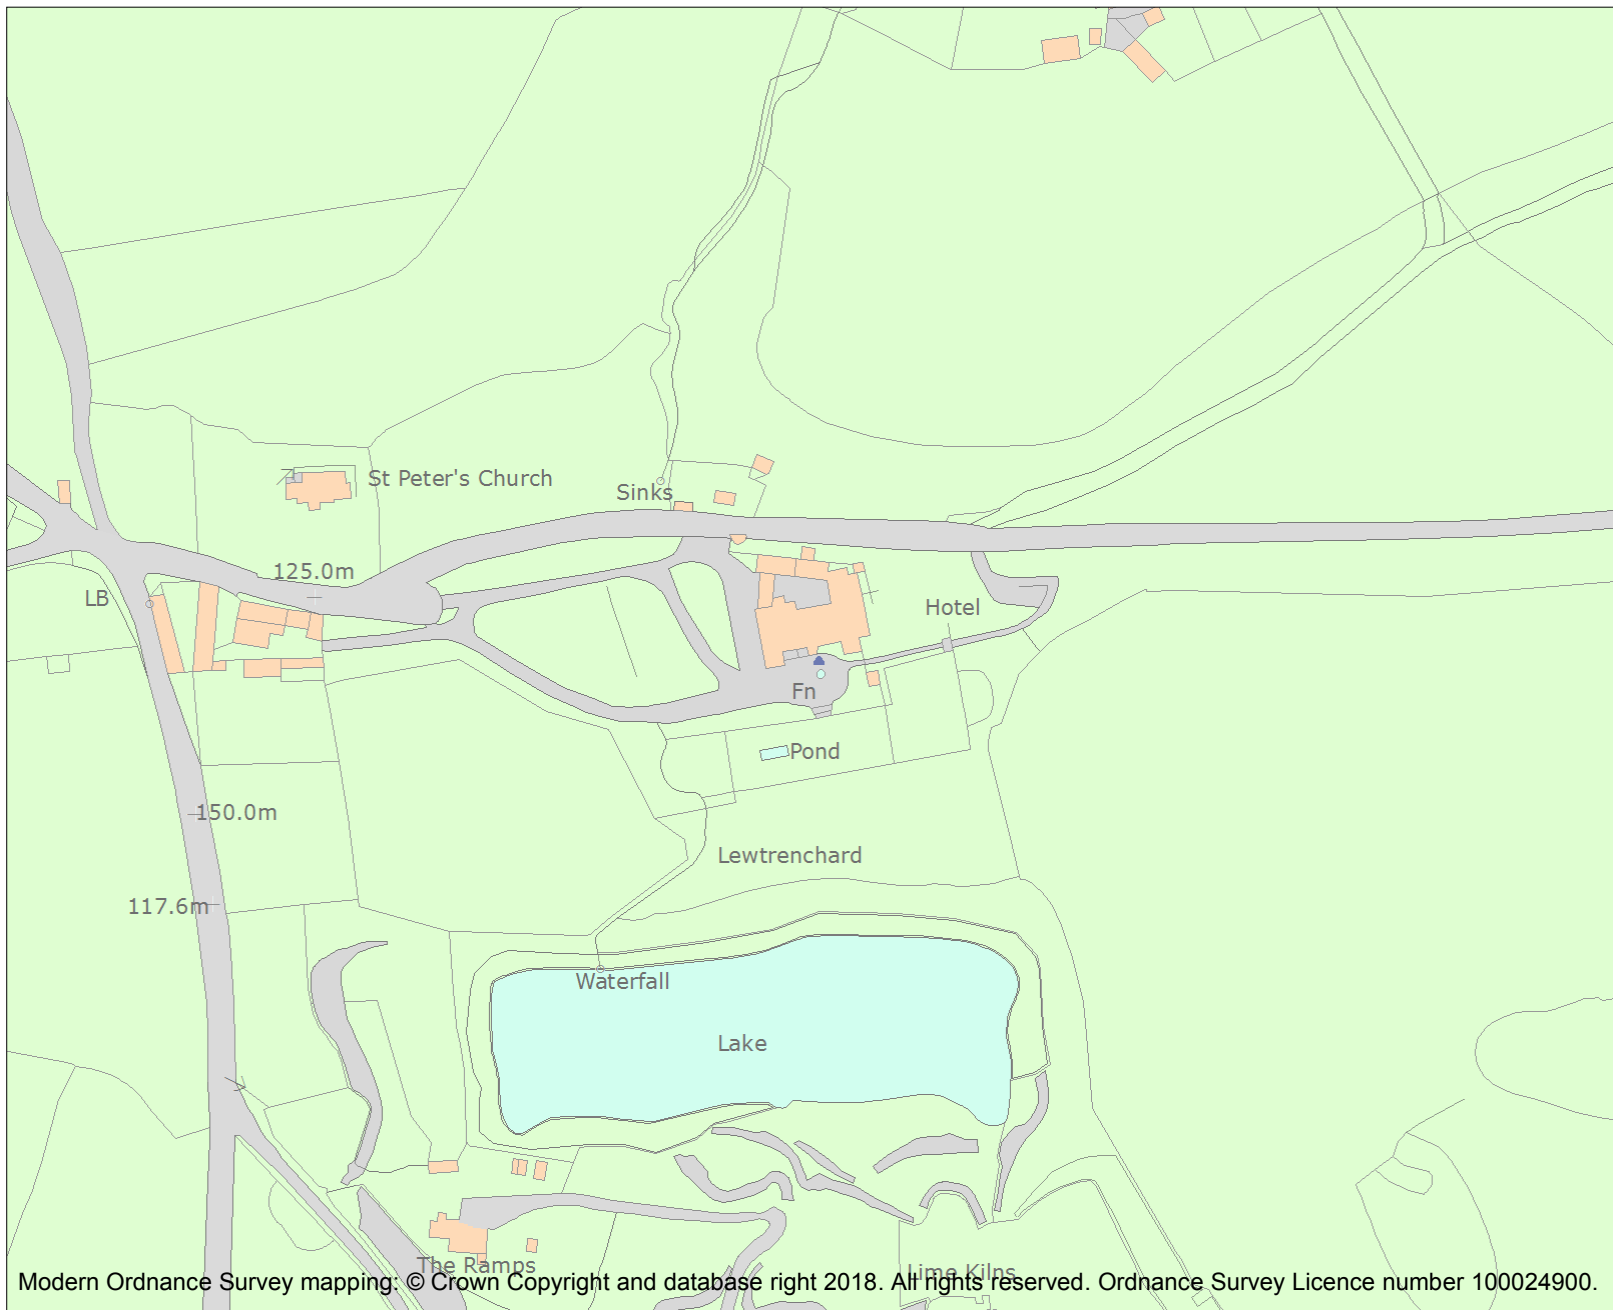 St Peter's Church
Sinks
125.0m
LB
Hotel
Fn
Pond
150.0m
Lewtrenchard
117.6m
Waterfall
Lake
The Ramps
Lime Kilns
Modern Ordnance Survey mapping: © Crown Copyright and database right 2018. All rights reserved. Ordnance Survey Licence number 100024900.